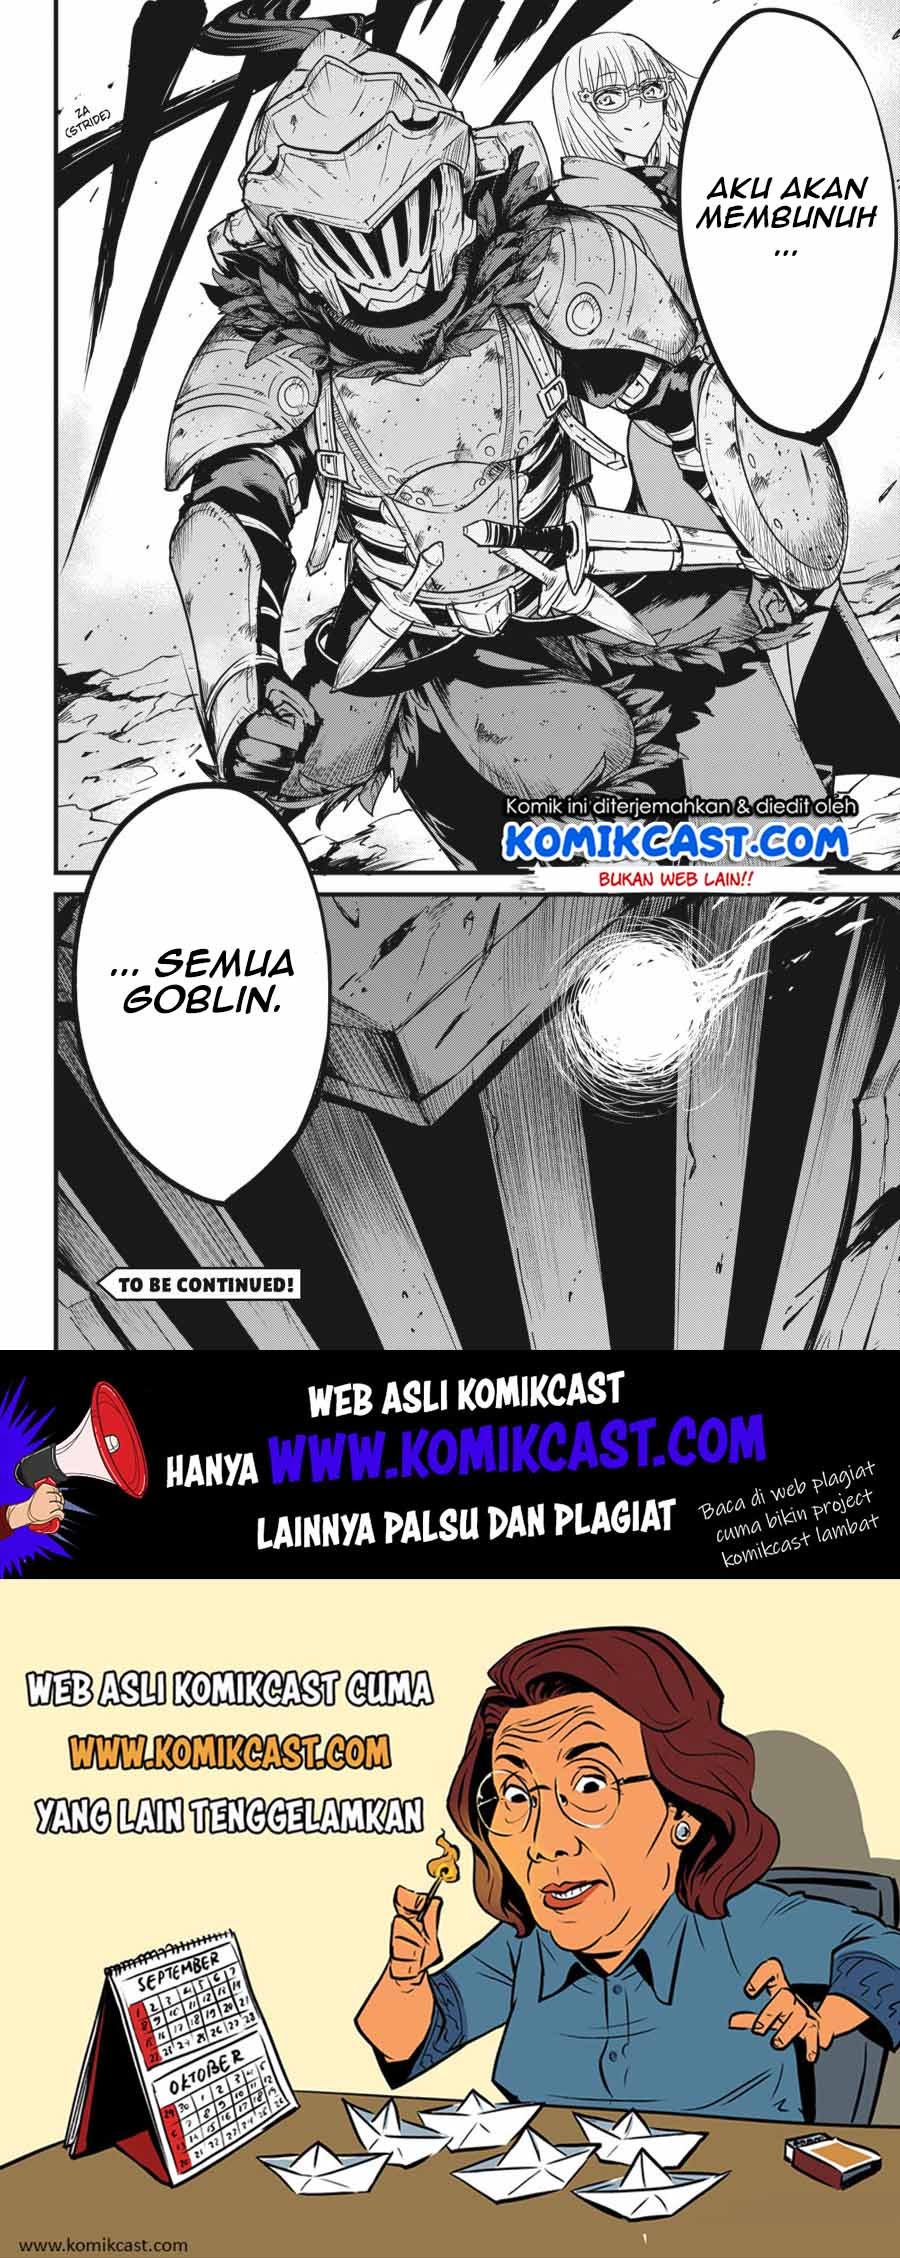 ZA
(STRIDE)
AKU AKAN
MEMBUNUH
...
Komik ini diterjemahkan & diedit oleh
KOMIKCAST.COM
BUKAN WEB LAIN!!
... SEMUA
GOBLIN.
TO BE CONTINUED!
WEB ASLI KOMIKCAST
HANYA WWW.KOMIKCAST.COM
LAINNYA PALSU DAN PLAGIAT
Baca di web plagiat
cuma bikin project
komikcast lambat
WEB ASLI KOMIKCAST CUMA
WWW.KOMIKCAST.COM
YANG LAIN TENGGELAMKAN
SEPTEMBER
OKTOBER
www.komikcast.com